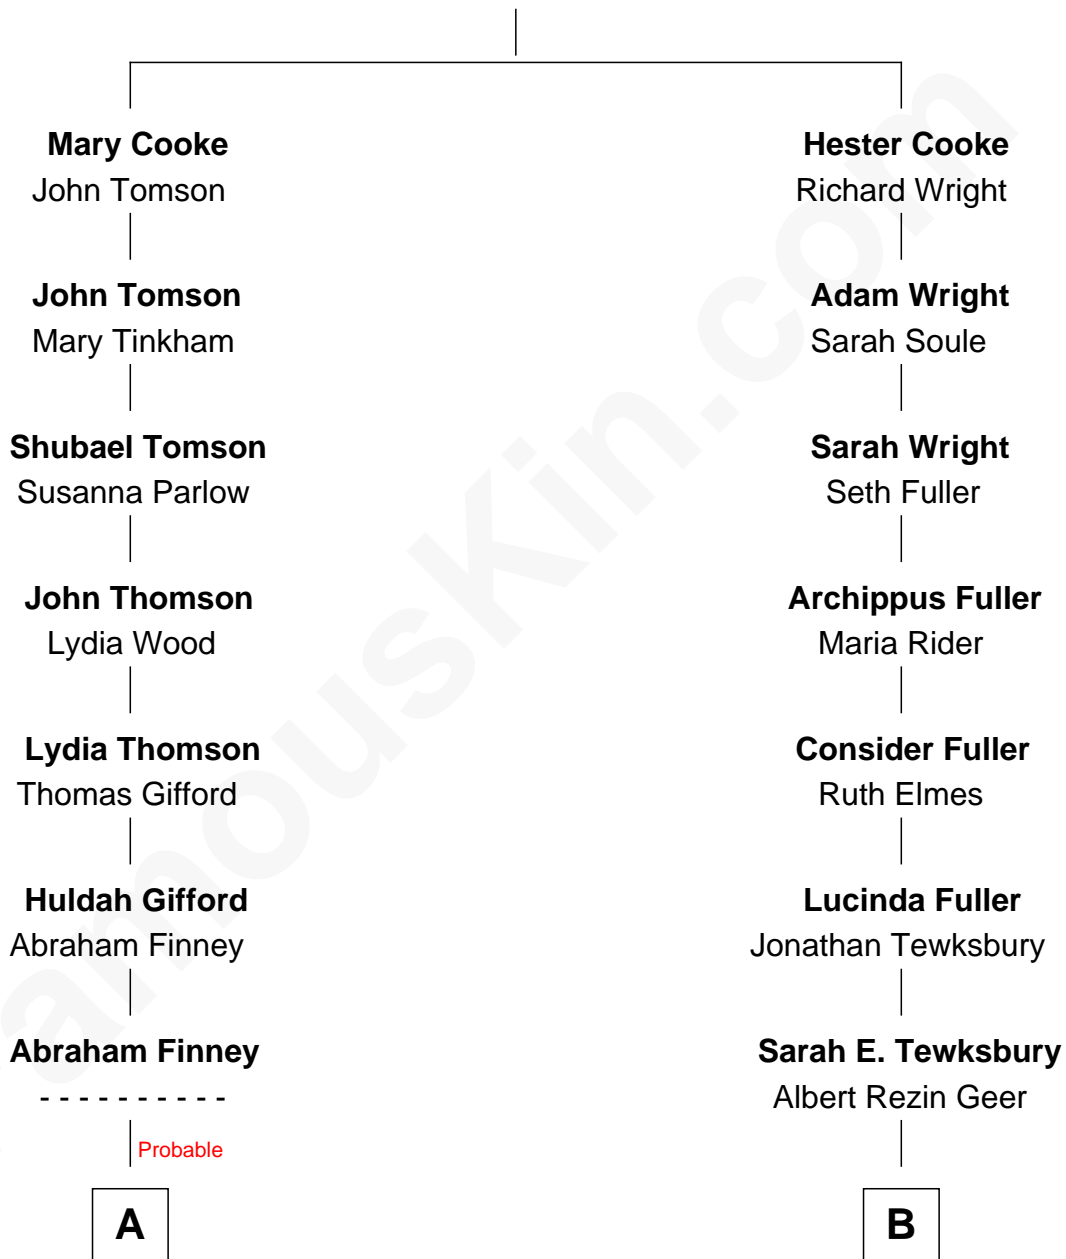 Mary Cooke
John Tomson
Hester Cooke
Richard Wright
John Tomson
Mary Tinkham
Adam Wright
Sarah Soule
Shubael Tomson
Susanna Parlow
Sarah Wright
Seth Fuller
John Thomson
Lydia Wood
Archippus Fuller
Maria Rider
Lydia Thomson
Thomas Gifford
Consider Fuller
Ruth Elmes
Huldah Gifford
Abraham Finney
Lucinda Fuller
Jonathan Tewksbury
Abraham Finney
- - - - - - - - - -
Sarah E. Tewksbury
Albert Rezin Geer
Probable
A
B
famouskin.com